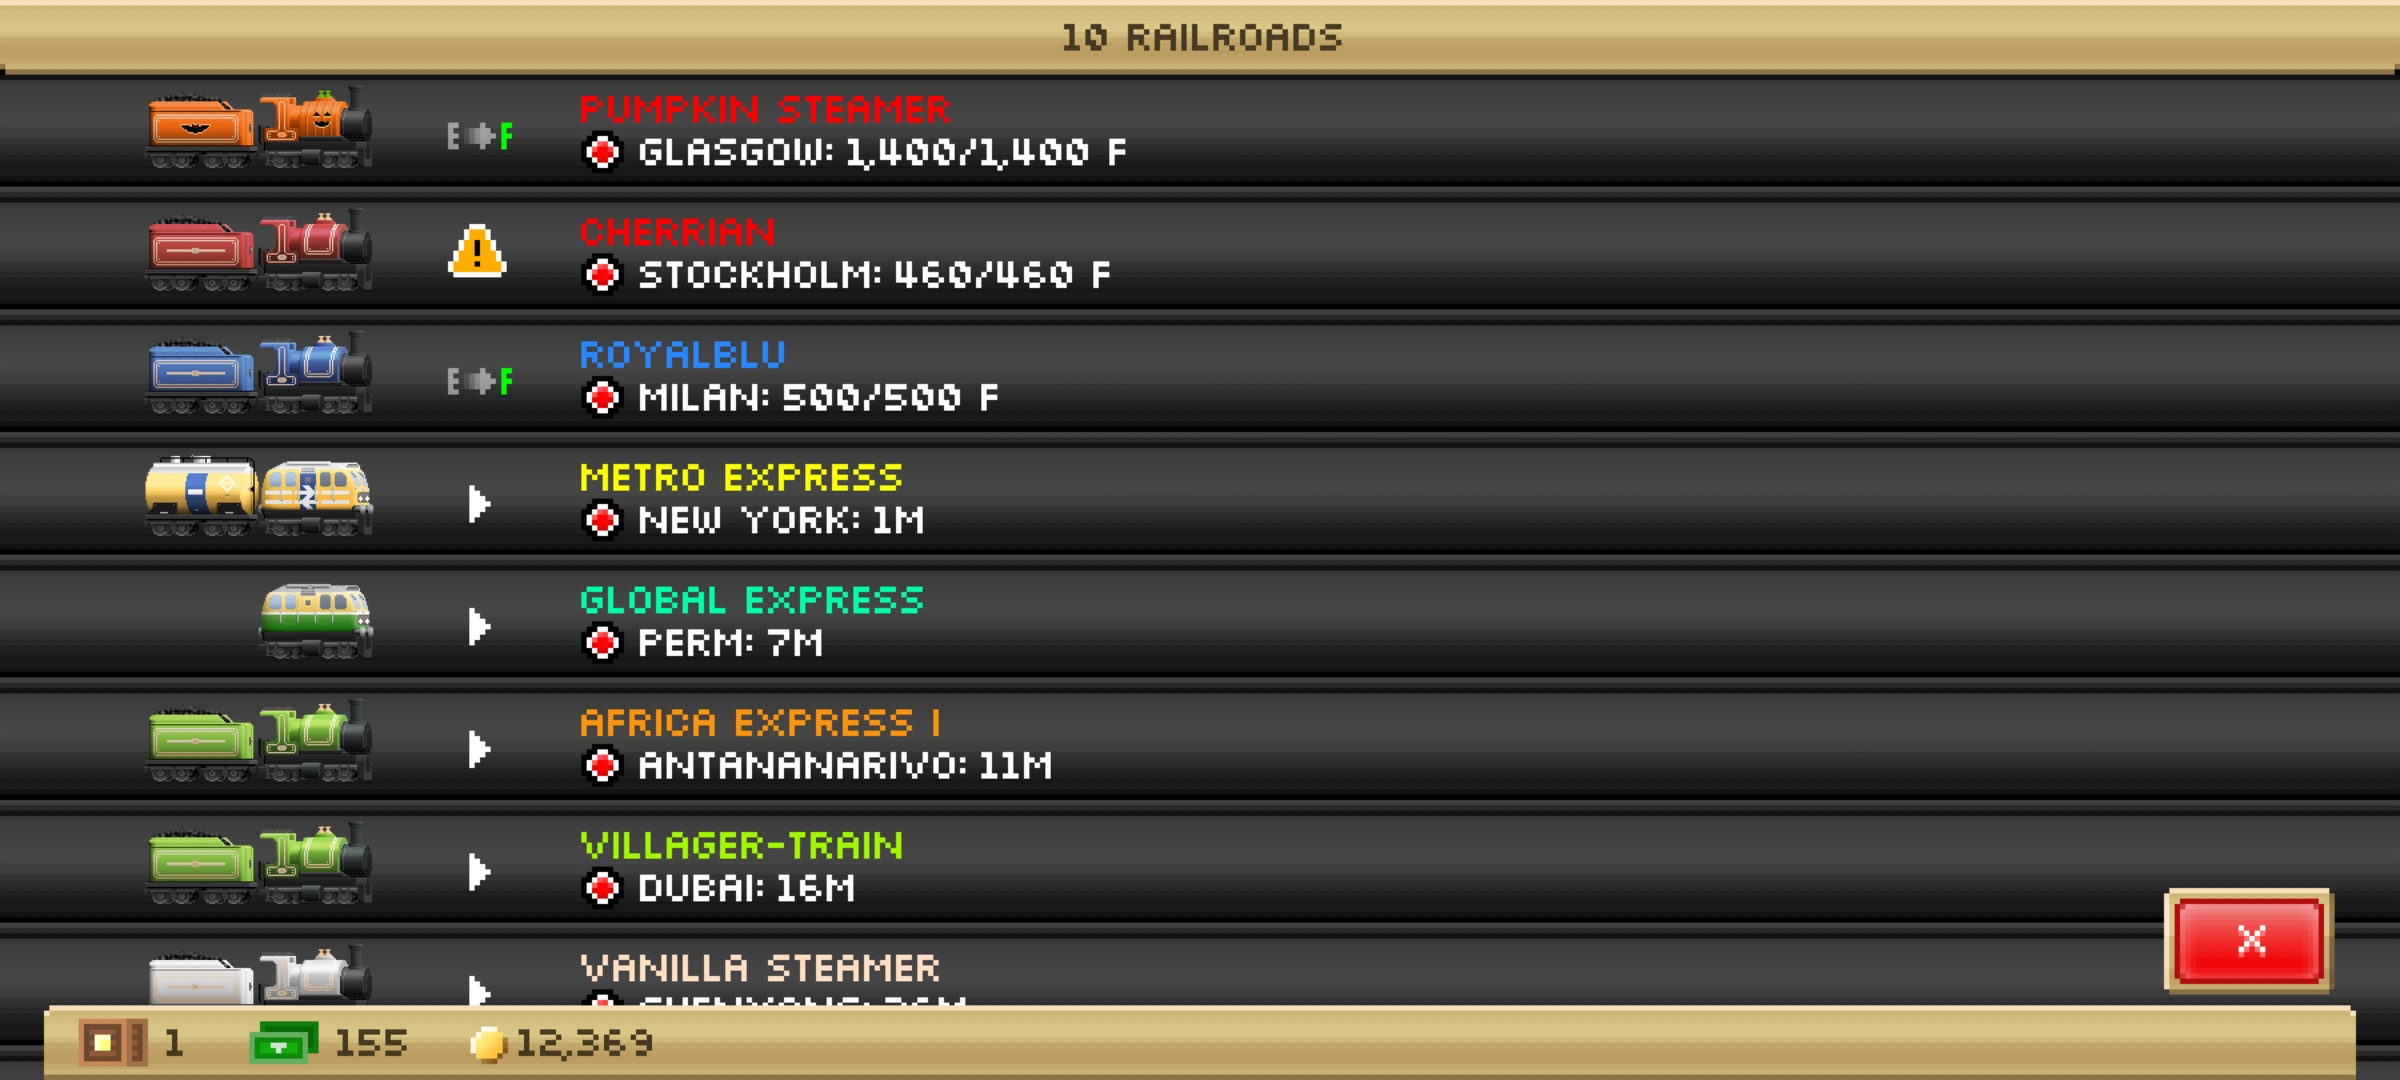 10 RAILROADS
E F
PUMPKIN STEAMER
GLASGOW: 1,400/1,400 F
CHERRIAN
STOCKHOLM: 460/460 F
E F
ROYALBLU
MILAN: 500/500 F
METRO EXPRESS
NEW YORK: 1M
GLOBAL EXPRESS
PERM: 7M
AFRICA EXPRESS I
ANTANANARIVO: 11M
VILLAGER-TRAIN
DUBAI: 16M
VANILLA STEAMER
X
1 155 12,369